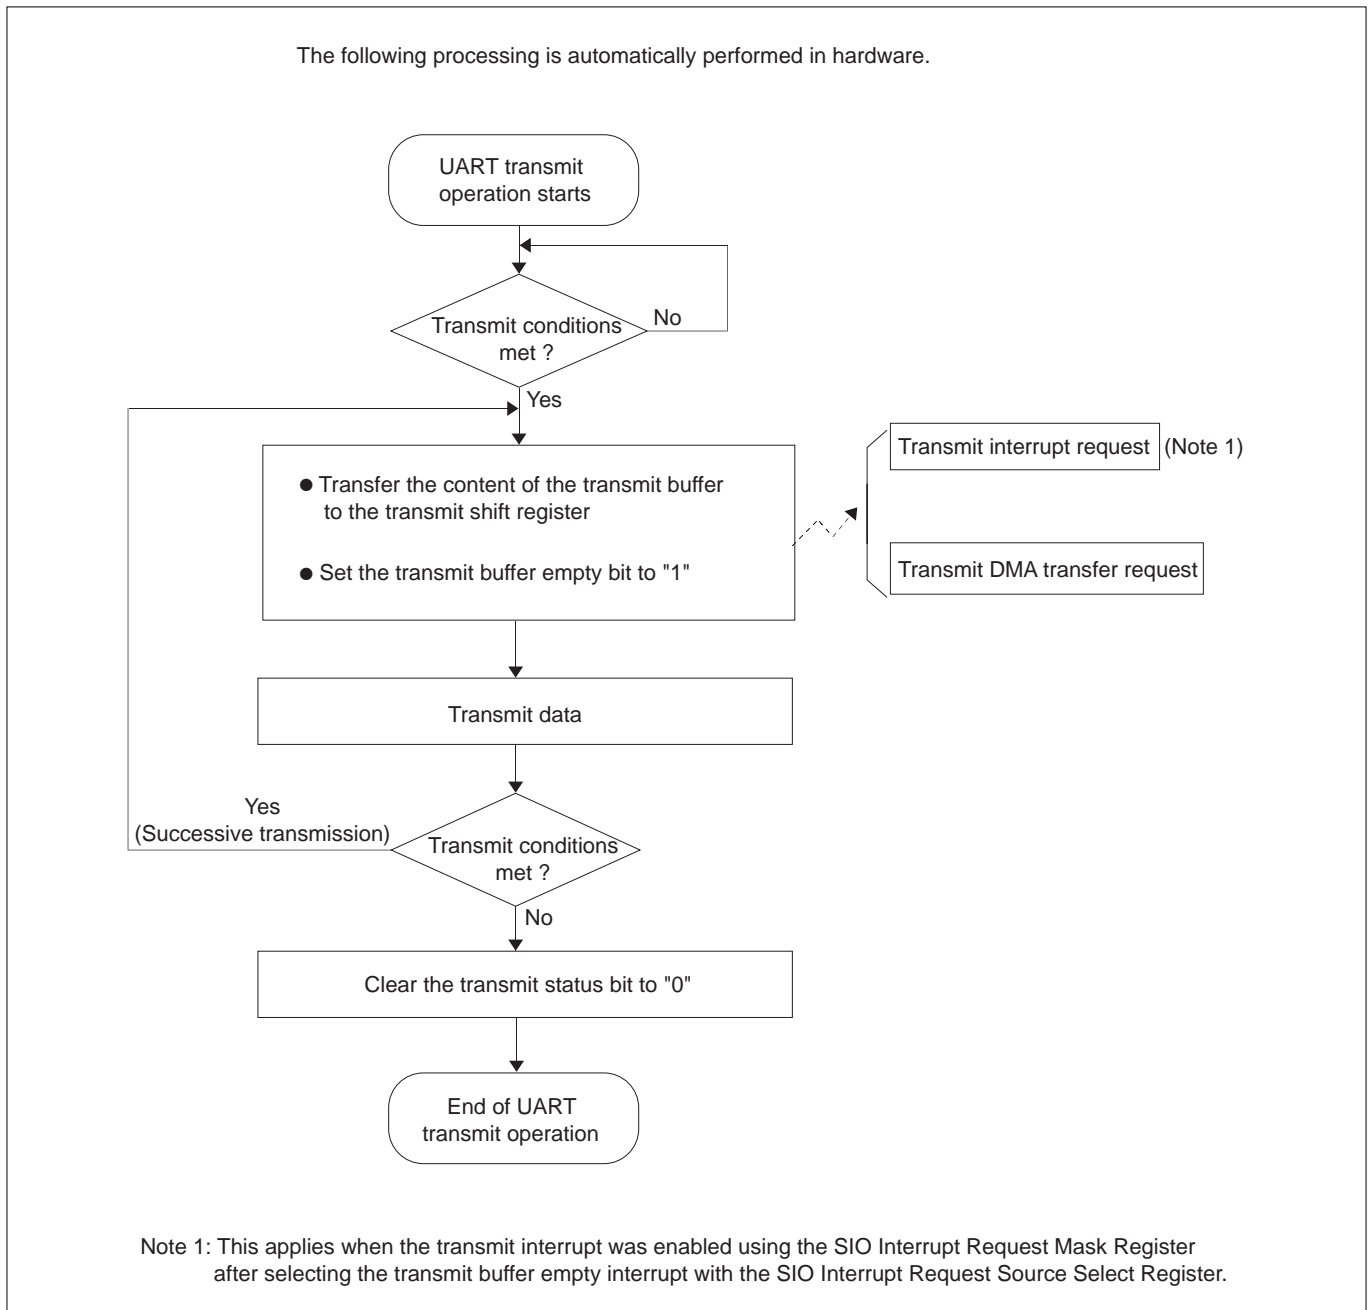 The following processing is automatically performed in hardware.
UART transmit
operation starts
Transmit conditions
met ?
No
Yes
● Transfer the content of the transmit buffer
to the transmit shift register
● Set the transmit buffer empty bit to "1"
Transmit interrupt request (Note 1)
Transmit DMA transfer request
Transmit data
Yes
(Successive transmission)
Transmit conditions
met ?
No
Clear the transmit status bit to "0"
End of UART
transmit operation
Note 1: This applies when the transmit interrupt was enabled using the SIO Interrupt Request Mask Register
after selecting the transmit buffer empty interrupt with the SIO Interrupt Request Source Select Register.